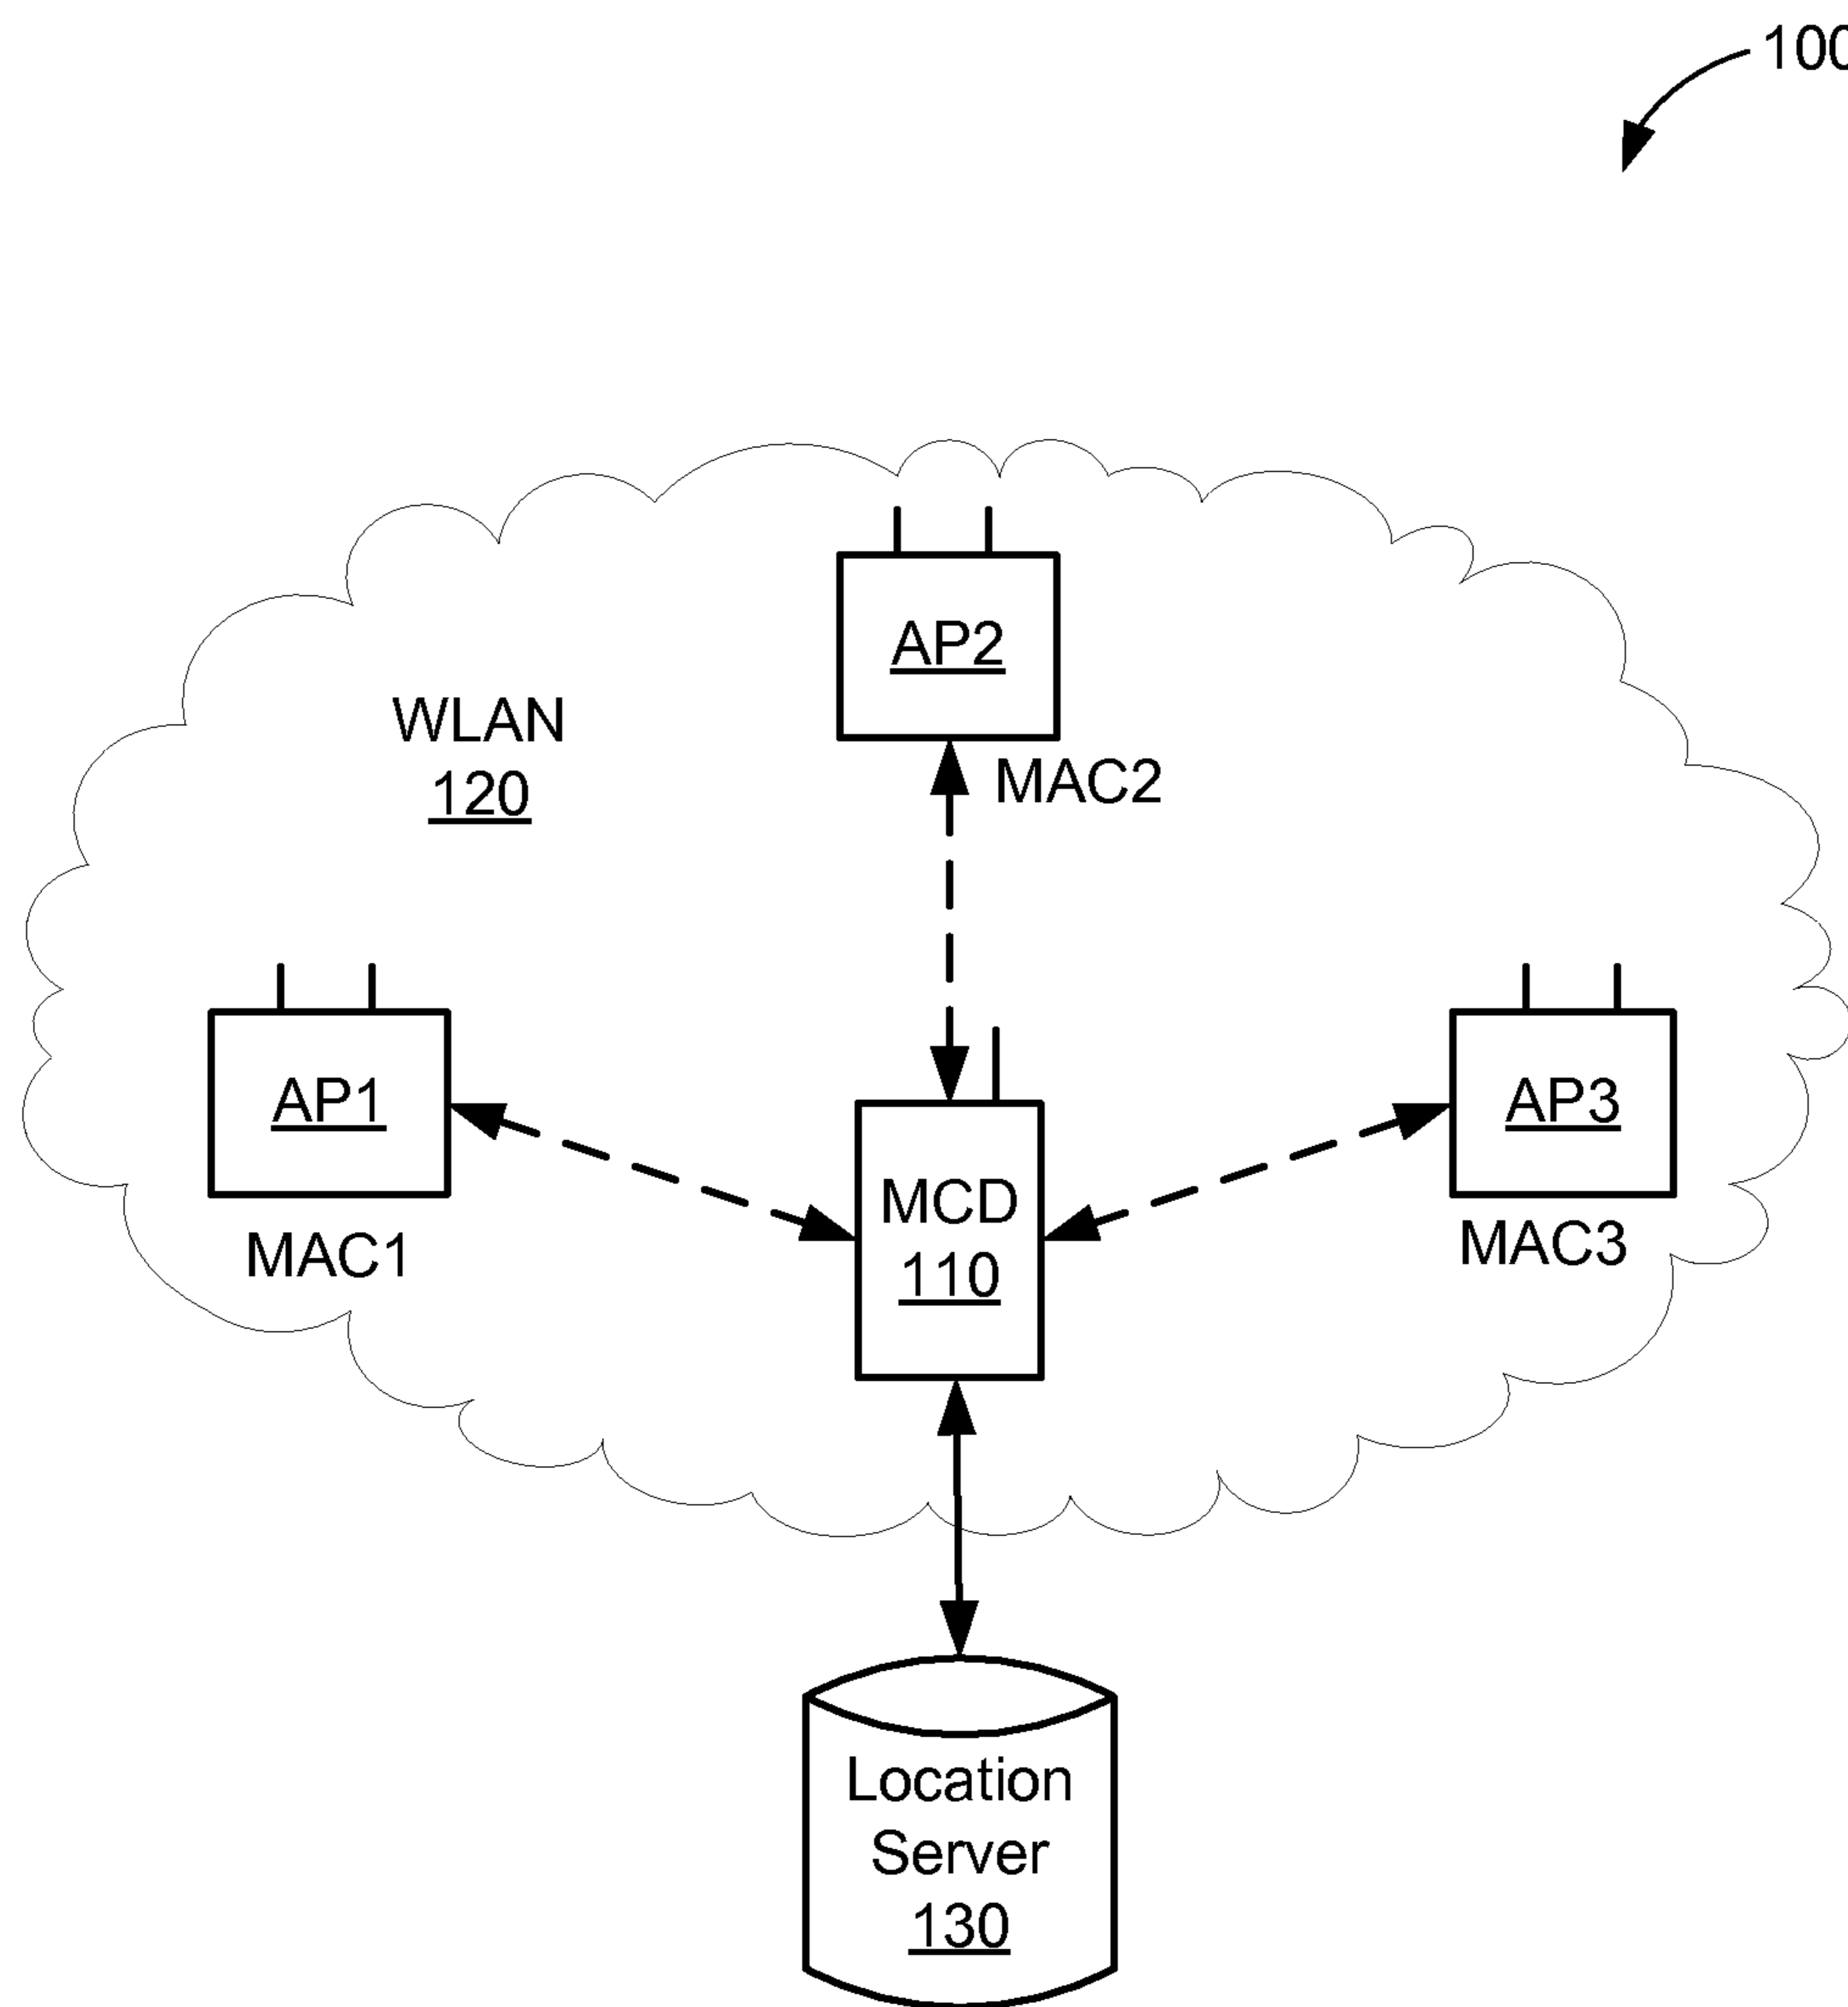 100
AP2
WLAN
120
MAC2
AP1
AP3
MCD
110
MAC1
MAC3
Location
Server
130